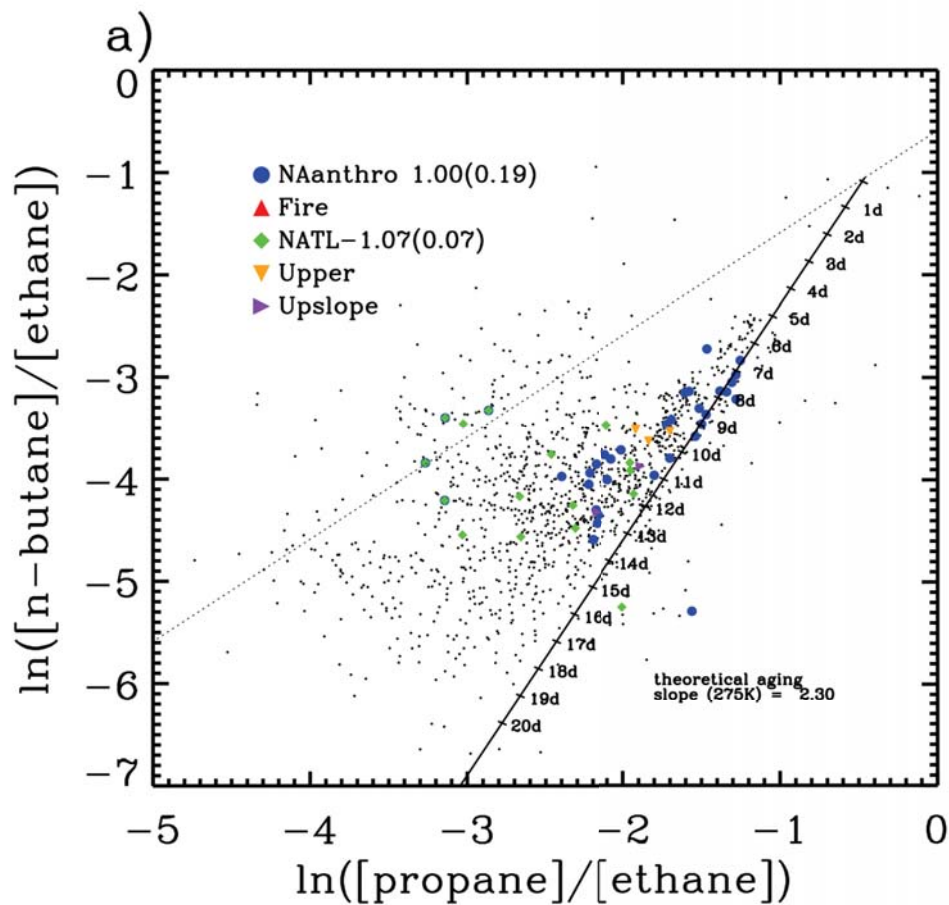 a)
0
−1
−2
−3
−4
−5
−6
−7
ln([n−butane]/[ethane])
NAanthro 1.00(0.19)
Fire
NATL−1.07(0.07)
Upper
Upslope
1d
2d
3d
4d
5d
6d
7d
8d
9d
10d
11d
12d
13d
14d
15d
16d
17d
18d
19d
20d
theoretical aging
slope (275K) = 2.30
−5 −4 −3 −2 −1 0
ln([propane]/[ethane])